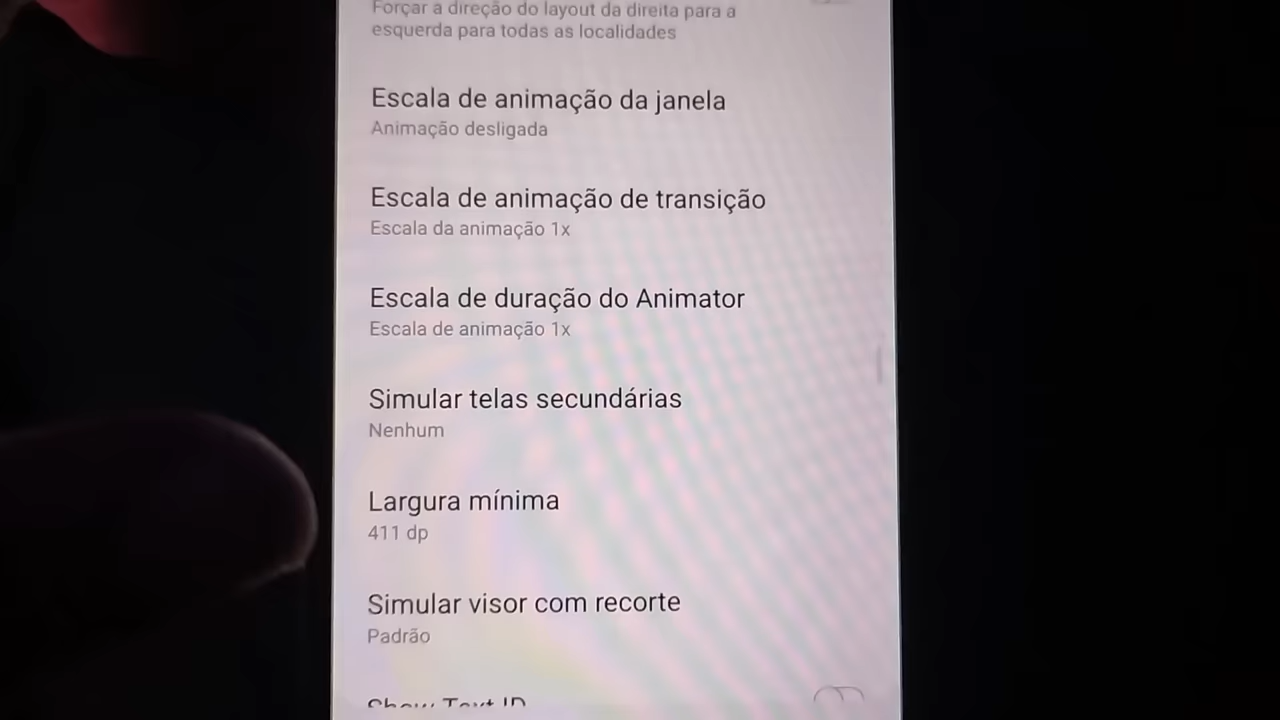 Forçar a direção do layout da direita para a
esquerda para todas as localidades
Escala de animação da janela
Animação desligada
Escala de animação de transição
Escala da animação 1x
Escala de duração do Animator
Escala de animação 1x
Simular telas secundárias
Nenhum
Largura mínima
411 dp
Simular visor com recorte
Padrão
Show Text ID